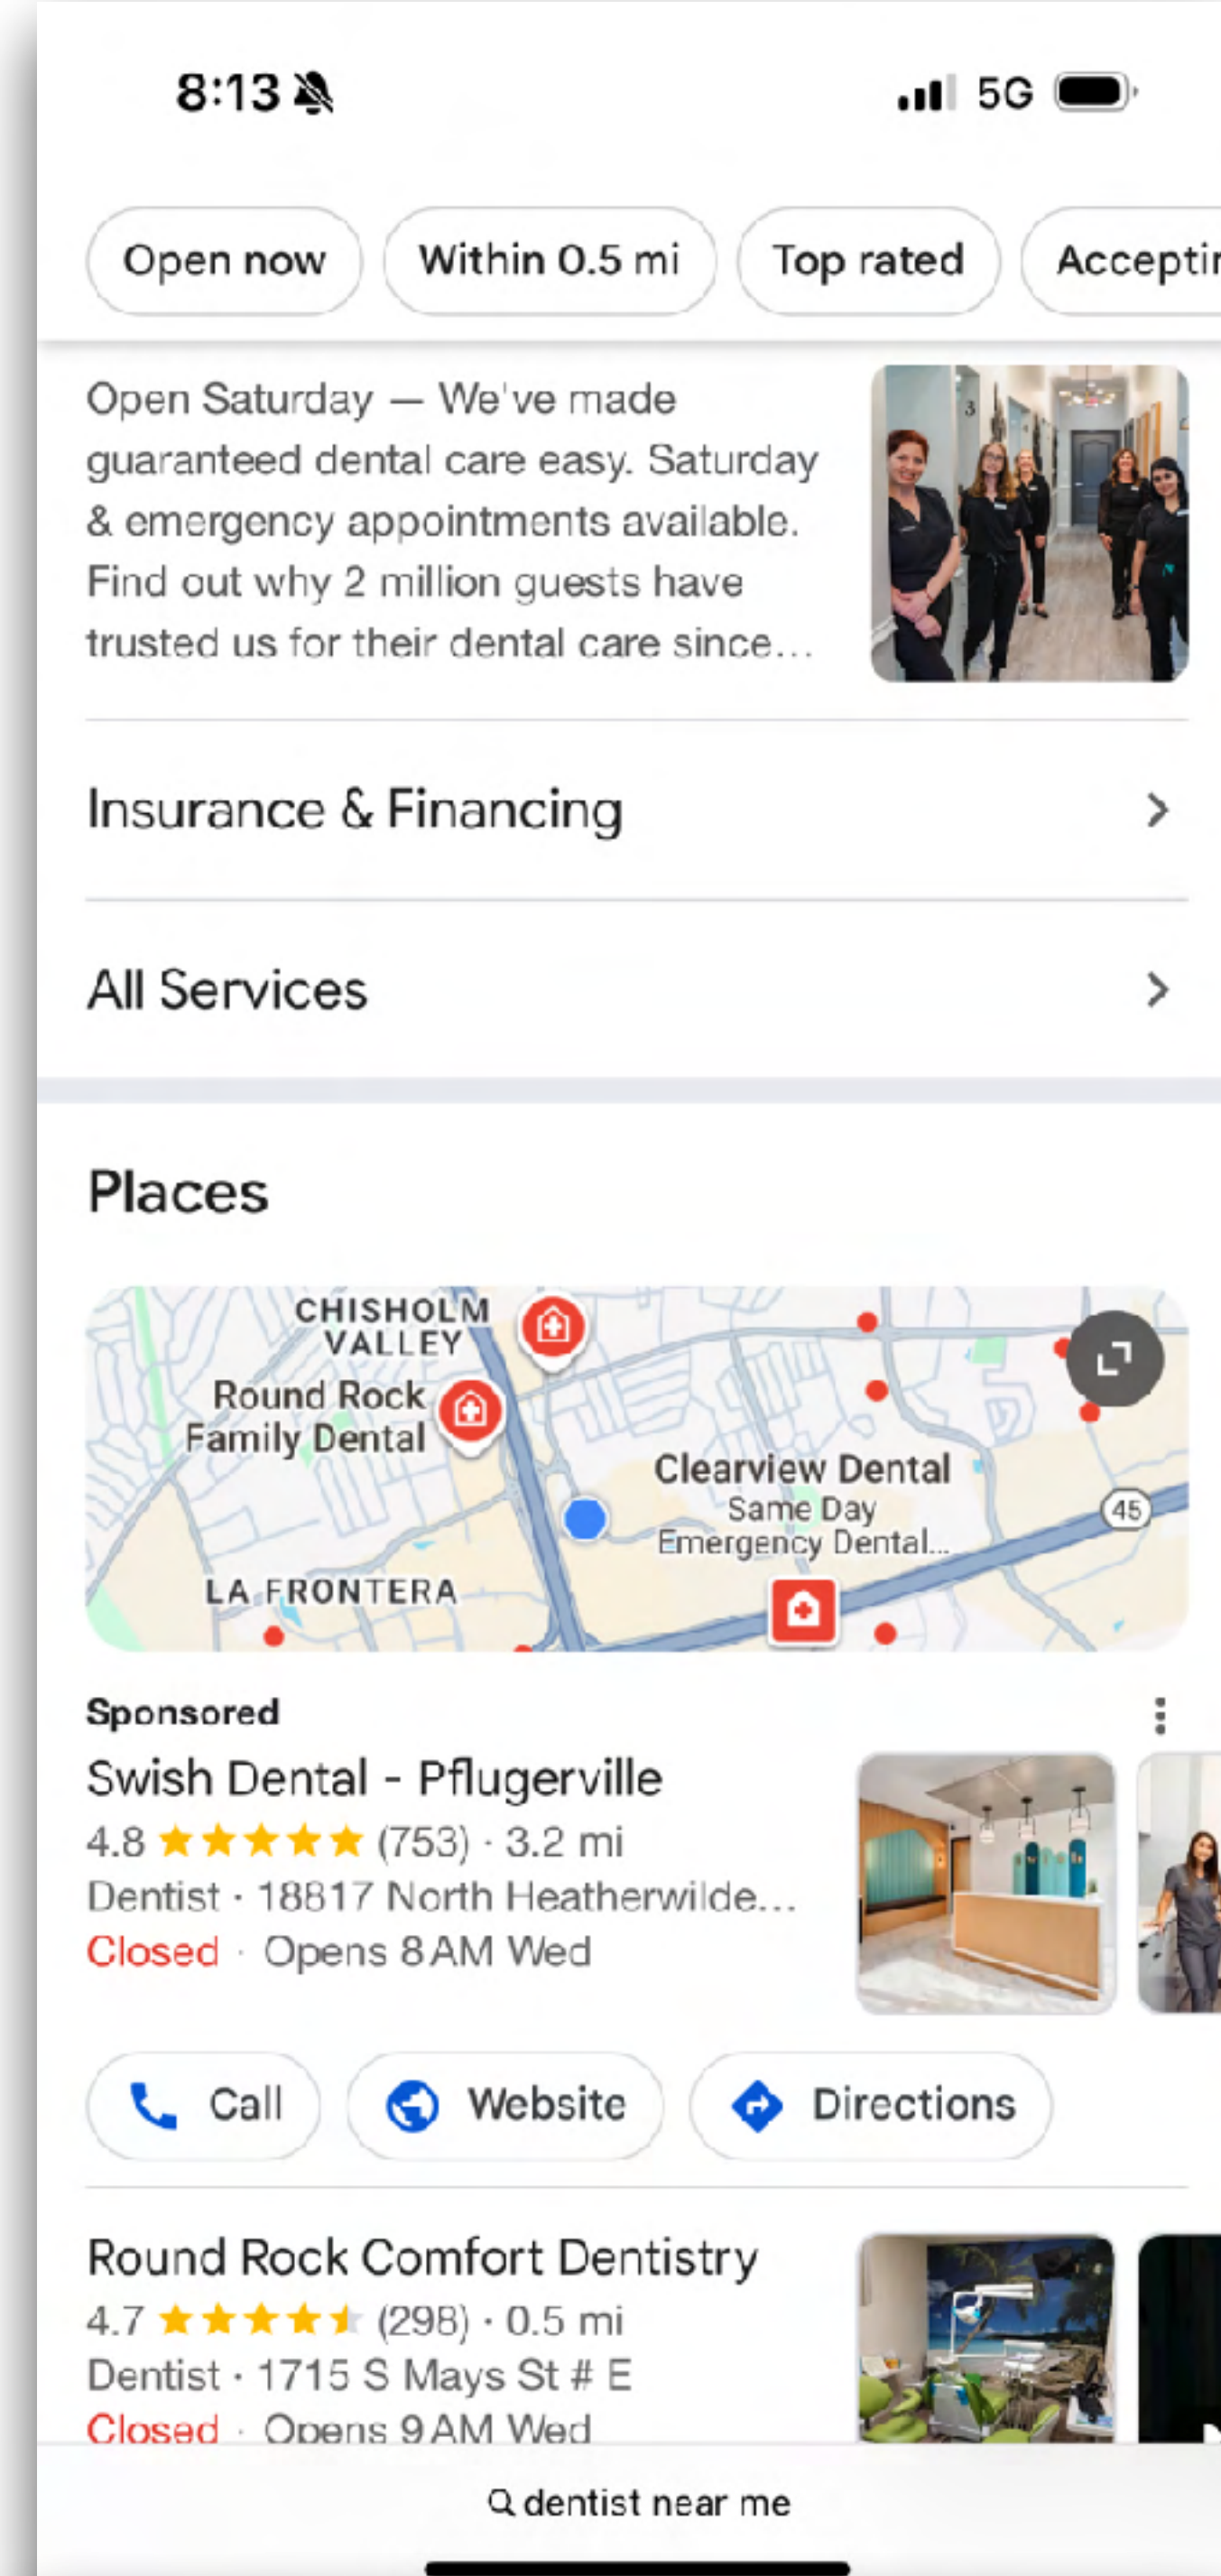 8:13
5G
Open now
Within 0.5 mi
Top rated
Open Saturday — We've made
guaranteed dental care easy. Saturday
& emergency appointments available.
Find out why 2 million guests have
trusted us for their dental care since...
3
Insurance & Financing
All Services
Places
CHISHOLM
VALLEY
Round Rock
Family Dental
Clearview Dental
Same Day
Emergency Dental...
45
LA FRONTERA
Sponsored
Swish Dental - Pflugerville
4.8 (753) · 3.2 mi
Dentist · 18817 North Heatherwilde...
Closed · Opens 8 AM Wed
Call
Website
Directions
Round Rock Comfort Dentistry
4.7 (298) · 0.5 mi
Dentist · 1715 S Mays St # E
Closed · Opens 9 AM Wed
dentist near me